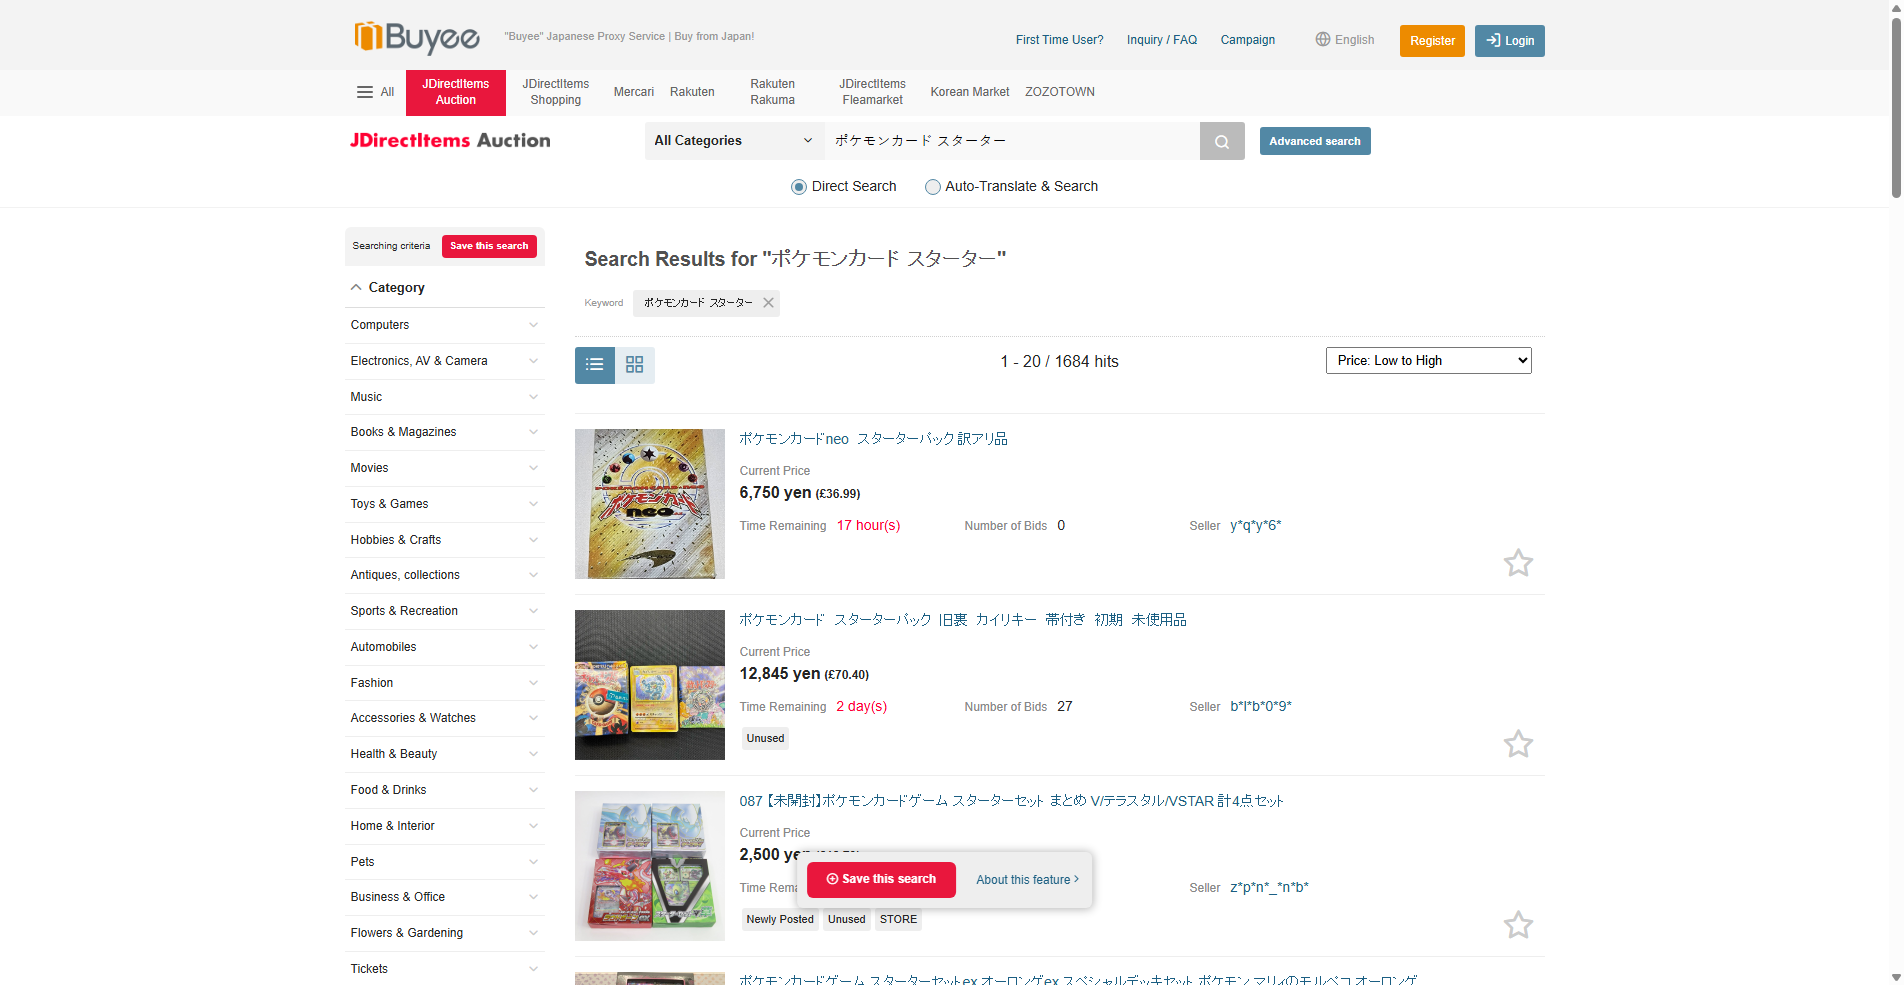 Buyee
"Buyee" Japanese Proxy Service | Buy from Japan!
First Time User?
Inquiry / FAQ
Campaign
English
Register
Login
All
JDirectItems
Auction
JDirectItems
Shopping
Mercari
Rakuten
Rakuten
Rakuma
JDirectItems
Fleamarket
Korean Market
ZOZOTOWN
JDirectItems Auction
All Categories
ポケモンカード スターター
Advanced search
Direct Search
Auto-Translate & Search
Searching criteria
Save this search
Category
Computers
Electronics, AV & Camera
Music
Books & Magazines
Movies
Toys & Games
Hobbies & Crafts
Antiques, collections
Sports & Recreation
Automobiles
Fashion
Accessories & Watches
Health & Beauty
Food & Drinks
Home & Interior
Pets
Business & Office
Flowers & Gardening
Tickets
Search Results for "ポケモンカード スターター"
Keyword
ポケモンカード スターター
1 - 20 / 1684 hits
Price: Low to High
ポケモンカード
neo
ポケモンカードneo スターターパック 訳アリ品
Current Price
6,750 yen (£36.99)
Time Remaining 17 hour(s)
Number of Bids 0
Seller y*q*y*6*
ポケモンカード スターターパック 旧裏 カイリキー 帯付き 初期 未使用品
Current Price
12,845 yen (£70.40)
Time Remaining 2 day(s)
Number of Bids 27
Seller b*l*b*0*9*
Unused
087 【未開封】ポケモンカードゲーム スターターセット まとめ V/テラスタル/VSTAR 計4点セット
Current Price
2,500 yen
Time Rema
Seller z*p*n*_*n*b*
Newly Posted
Unused
STORE
Save this search
About this feature
ポケモンカードゲーム スターターセットex オーロンゲex スペシャルデッキセット ポケモン マリィのモルペコ オーロンゲ